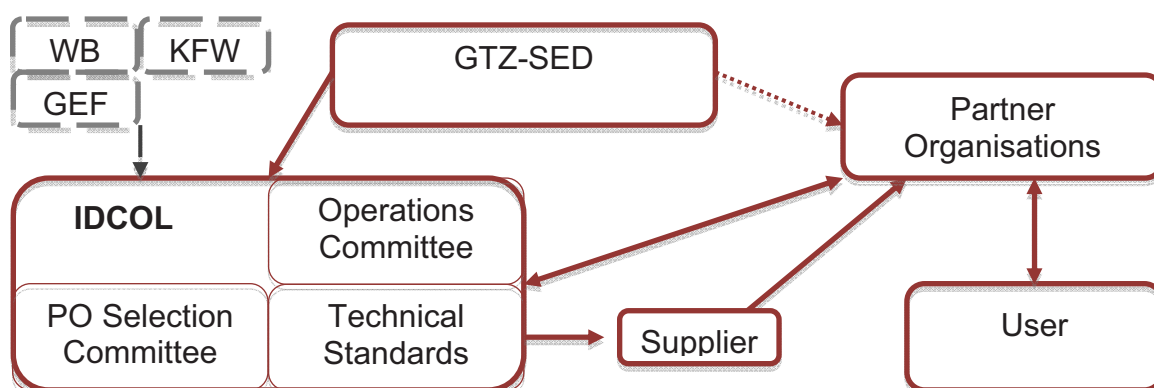 WB
KFW
GEF
GTZ-SED
Partner
Organisations
IDCOL
Operations
Committee
PO Selection
Committee
Technical
Standards
Supplier
User